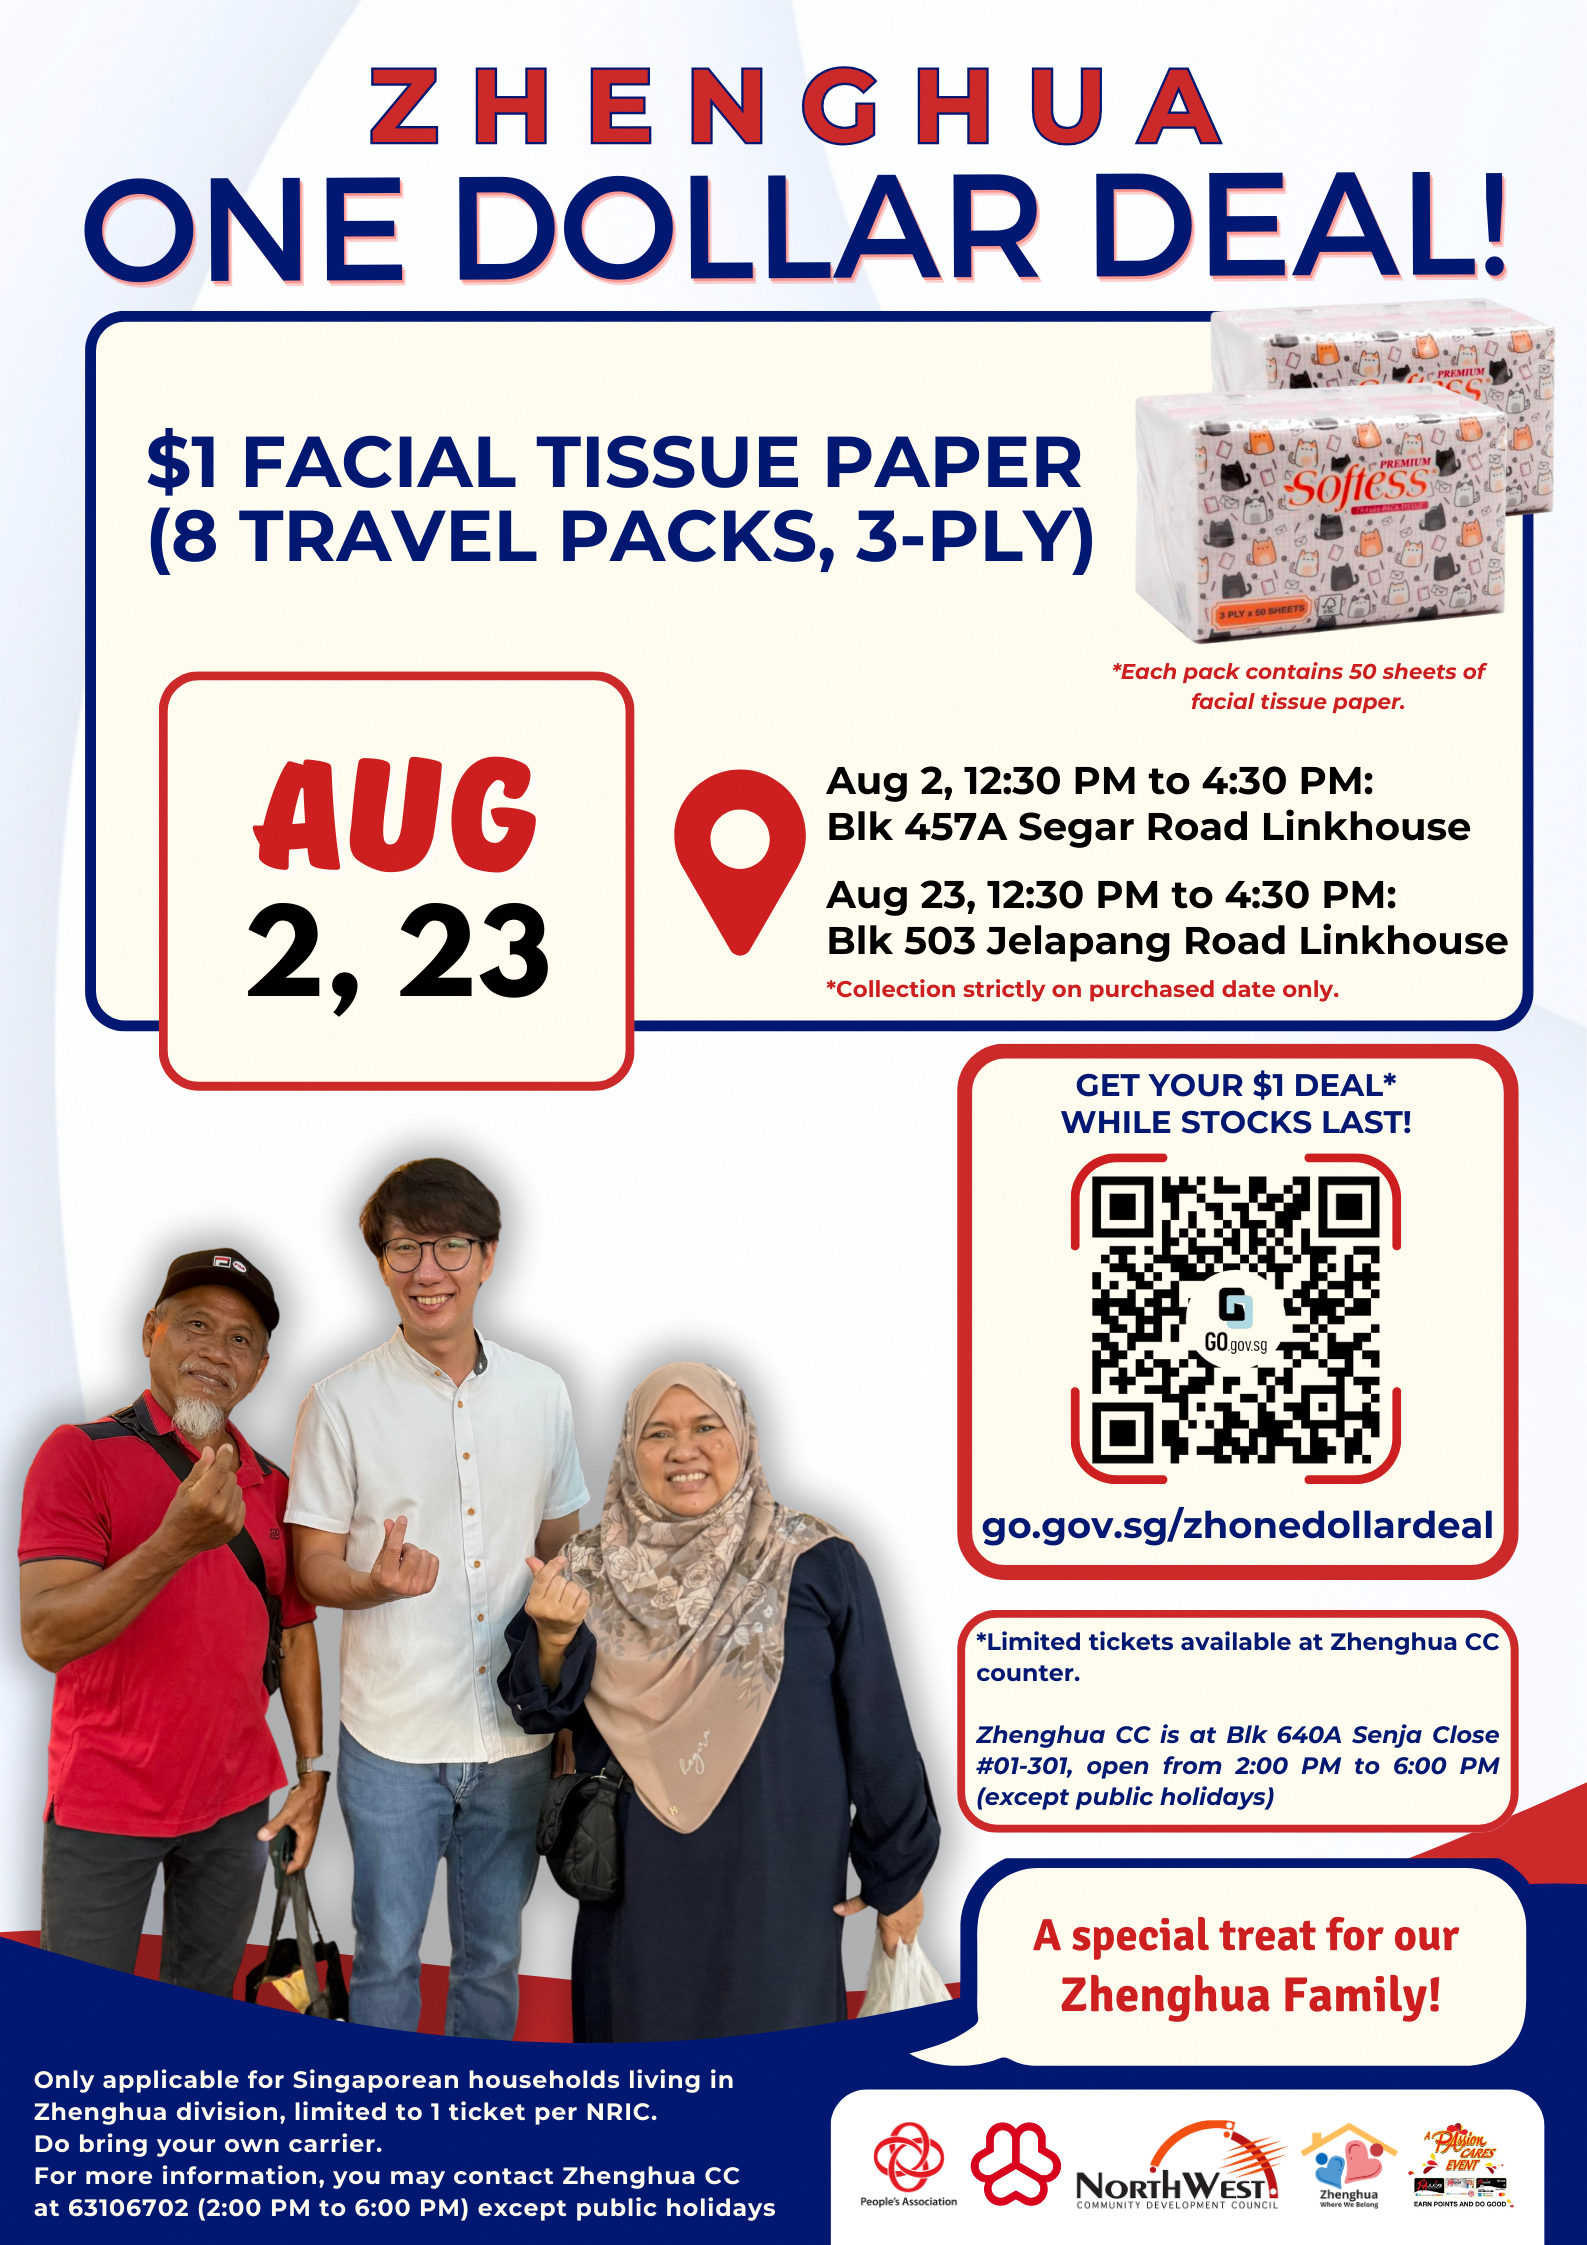 ZHENGHUA
ONE DOLLAR DEAL!
$1 FACIAL TISSUE PAPER
(8 TRAVEL PACKS, 3-PLY)
PREMIUM
PREMIUM
Softess
TRAVEL PACK TISSUE
3 PLY x 50 SHEETS
*Each pack contains 50 sheets of
facial tissue paper.
AUG
2, 23
Aug 2, 12:30 PM to 4:30 PM:
Blk 457A Segar Road Linkhouse
Aug 23, 12:30 PM to 4:30 PM:
Blk 503 Jelapang Road Linkhouse
*Collection strictly on purchased date only.
GET YOUR $1 DEAL*
WHILE STOCKS LAST!
GO.gov.sg
go.gov.sg/zhonedollardeal
*Limited tickets available at Zhenghua CC
counter.
Zhenghua CC is at Blk 640A Senja Close
#01-301, open from 2:00 PM to 6:00 PM
(except public holidays)
A special treat for our
Zhenghua Family!
Only applicable for Singaporean households living in
Zhenghua division, limited to 1 ticket per NRIC.
Do bring your own carrier.
For more information, you may contact Zhenghua CC
at 63106702 (2:00 PM to 6:00 PM) except public holidays
People's Association
NORTH WEST
COMMUNITY DEVELOPMENT COUNCIL
Zhenghua
Where We Belong
A PAssion
CARES
EVENT
EARN POINTS AND DO GOOD